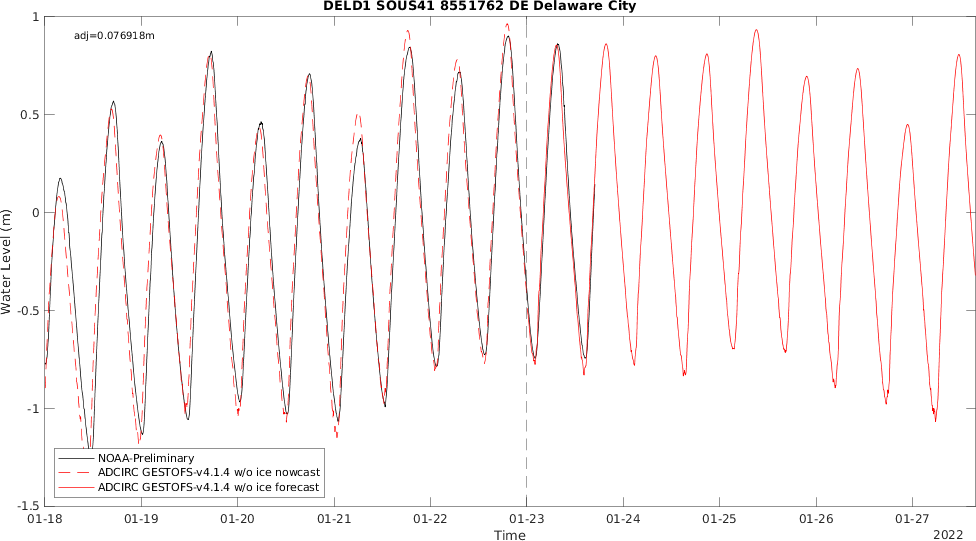 DELD1 SOUS41 8551762 DE Delaware City
adj=0.076918m
1
0.5
0
-0.5
-1
-1.5
Water Level (m)
NOAA-Preliminary
ADCIRC GESTOFS-v4.1.4 w/o ice nowcast
ADCIRC GESTOFS-v4.1.4 w/o ice forecast
01-18 01-19 01-20 01-21 01-22 01-23 01-24 01-25 01-26 01-27
Time
2022